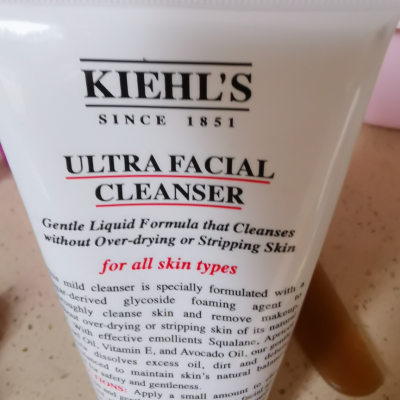 KIEHL'S
SINCE 1851
ULTRA FACIAL
CLEANSER
Gentle Liquid Formula that Cleanses
without Over-drying or Stripping Skin
for all skin types
mild cleanser is specially formulated with a
glycoside foaming agent to
cleanse skin and remove
over-drying or stripping skin of its
with effective emollients Squalane,
Oil, Vitamin E, and Avocado Oil, our
dissolves excess oil, dirt and
to maintain skin's natural
safety and gentleness.
Apply a small amount to